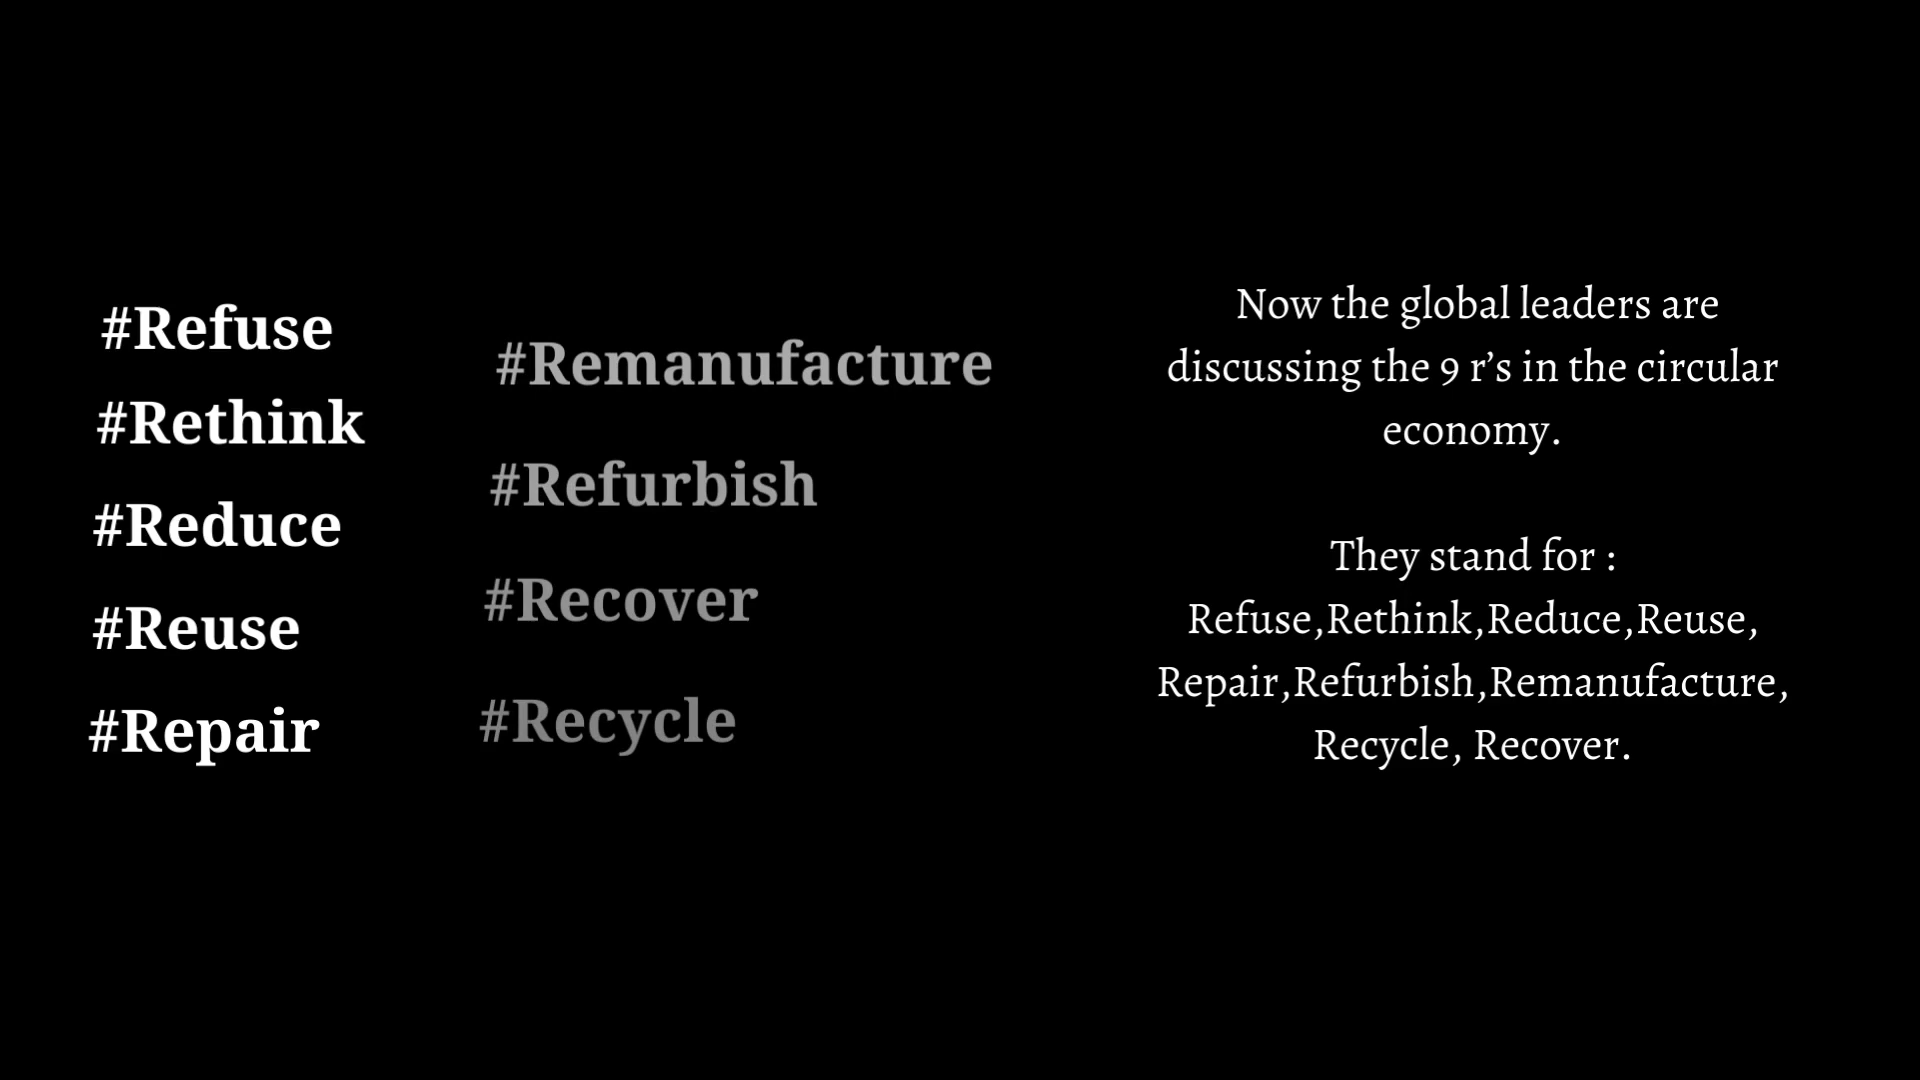 #Refuse
#Rethink
#Reduce
#Reuse
#Repair
#Remanufacture
#Refurbish
#Recover
#Recycle
Now the global leaders are
discussing the 9 r’s in the circular
economy.
They stand for :
Refuse,Rethink,Reduce,Reuse,
Repair,Refurbish,Remanufacture,
Recycle, Recover.